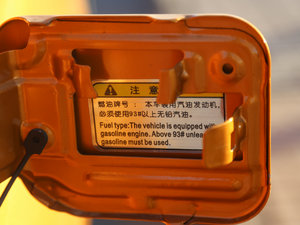 注 意
燃油牌号： 本车装用汽油发动机，
必须使用93#以上无铅汽油。
Fuel type:The vehicle is equipped wi
gasoline engine. Above 93# unlea
gasoline must be used.